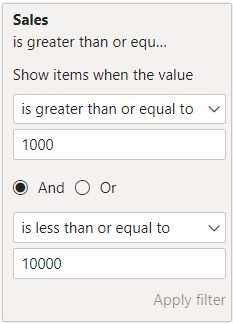 Sales
is greater than or equ...
Show items when the value
is greater than or equal to
1000
And Or
is less than or equal to
10000
Apply filter